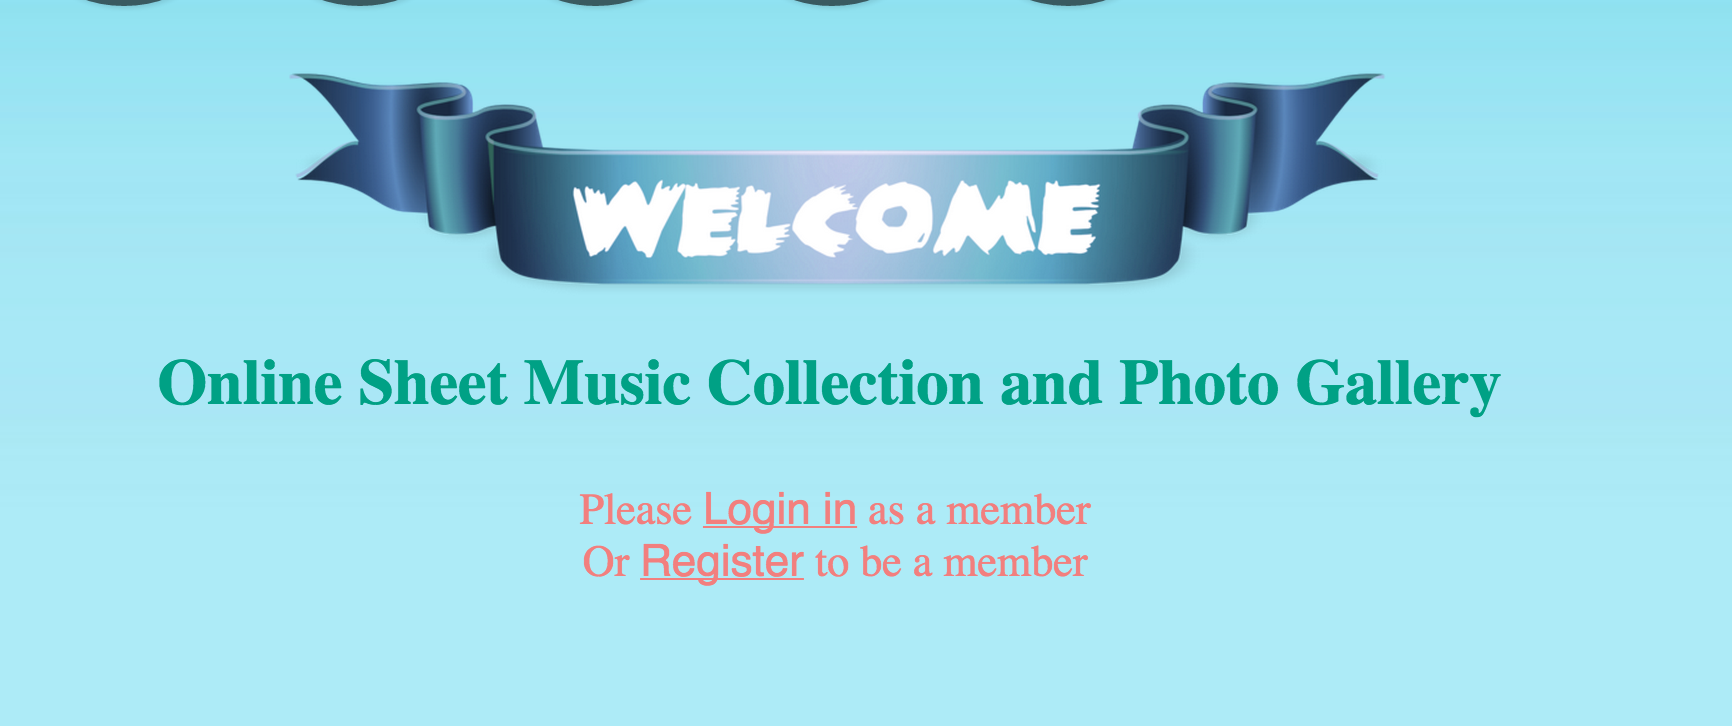 WELCOME
Online Sheet Music Collection and Photo Gallery
Please Login in as a member
Or Register to be a member